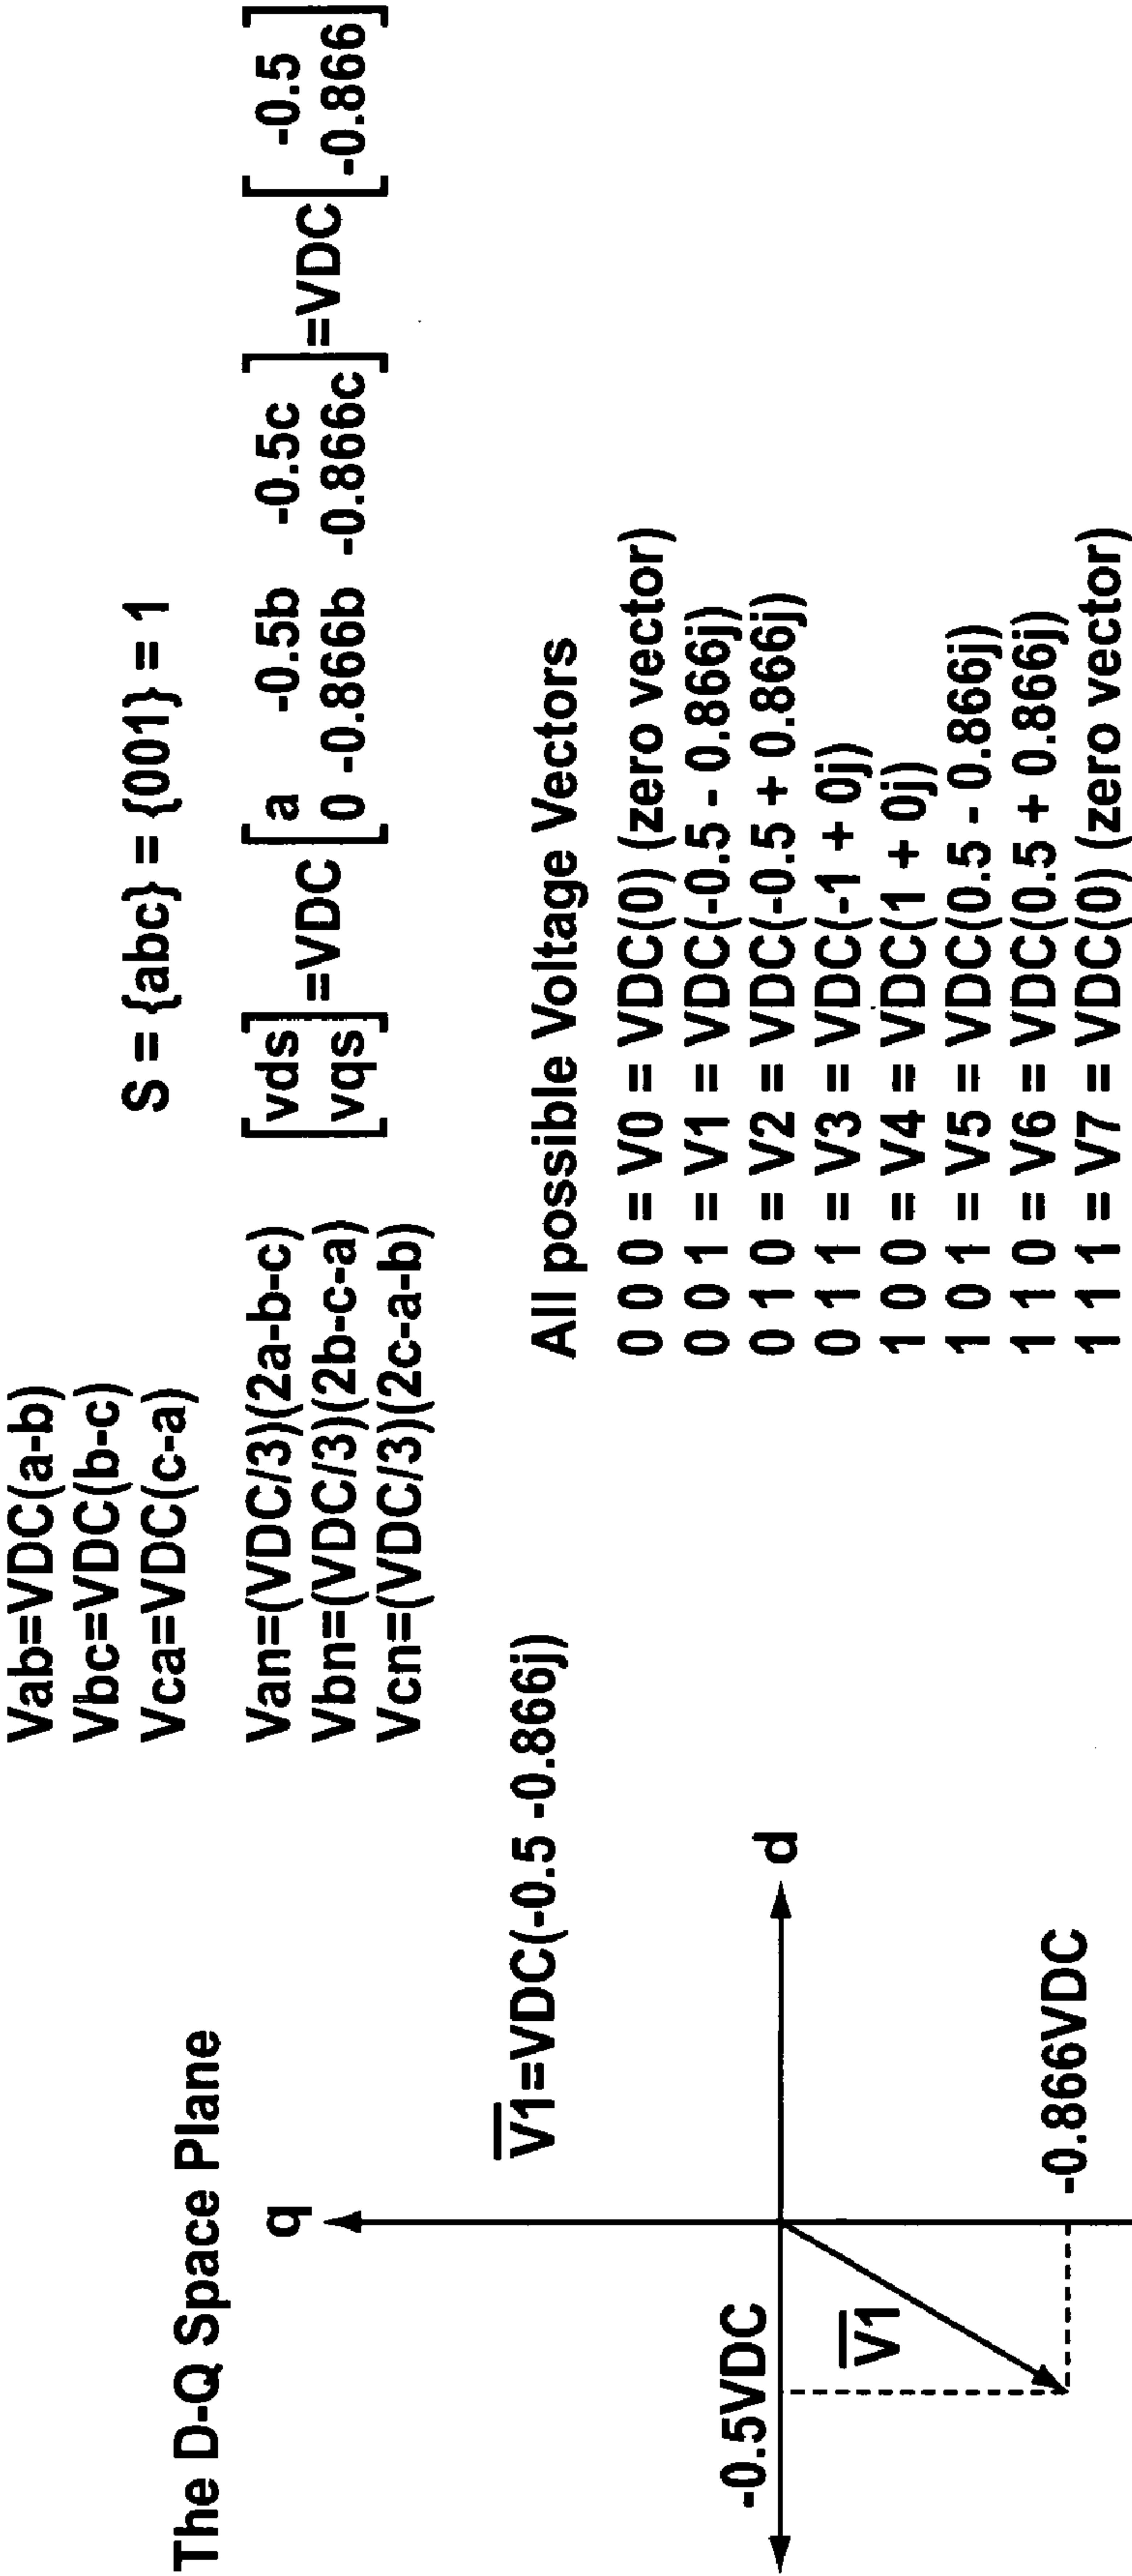 The D-Q Space Plane
q
V1=VDC(-0.5 -0.866j)
d
-0.5VDC
V1
-0.866VDC
Vab=VDC(a-b)
Vbc=VDC(b-c)
Vca=VDC(c-a)
Van=(VDC/3)(2a-b-c)
Vbn=(VDC/3)(2b-c-a)
Vcn=(VDC/3)(2c-a-b)
S = {abc} = {001} = 1
[vds] =VDC [a -0.5b -0.5c] =VDC [-0.5]
[vqs] [0 -0.866b -0.866c] [-0.866]
All possible Voltage Vectors
0 0 0 = V0 = VDC(0) (zero vector)
0 0 1 = V1 = VDC(-0.5 - 0.866j)
0 1 0 = V2 = VDC(-0.5 + 0.866j)
0 1 1 = V3 = VDC(-1 + 0j)
1 0 0 = V4 = VDC(1 + 0j)
1 0 1 = V5 = VDC(0.5 - 0.866j)
1 1 0 = V6 = VDC(0.5 + 0.866j)
1 1 1 = V7 = VDC(0) (zero vector)